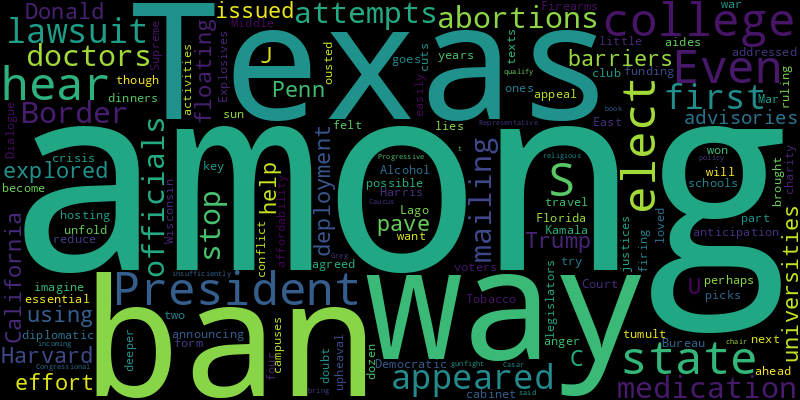 Donald issued attempts abortions college
lawsuit Texas Firearms war
doctors floating J barriers little aides
hear though Penn ousted goes cuts texts years club funding addressed
Border dinners activities Explosives Middle Supreme ones appeal Even
first easily qualify East Mar ruling
Dialogue sun felt lies book advisories
among Representative won
crisis officials key Progressive religious policy
explored help deployment Alcohol possible mailing S elect schools will charity
become stop Harris Caucus travel brought
hosting Wisconsin Lago Florida part
unfold conflict pave Kamala loved anticipation
reduce affordability want Trump justices firing universities
California Greg agreed voters try
imagine President insufficiently way Court U perhaps
essential ban Tobacco legislators picks
using two campuses doubt tumult next
diplomatic announcing anger Bureau chair
incoming deeper form upheaval Democratic C state ahead
Harvard four dozen gunfight Casar
Congressional appeared medication
effort bring cabinet said